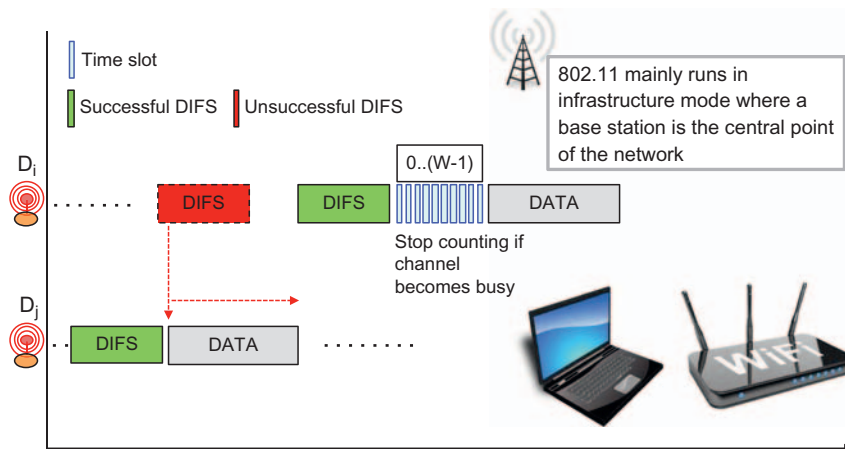 Time slot
Successful DIFS
Unsuccessful DIFS
802.11 mainly runs in
infrastructure mode where a
base station is the central point
of the network
0..(W-1)
Di
DIFS
DIFS
DATA
Stop counting if
channel
becomes busy
Dj
DIFS
DATA
WiFi